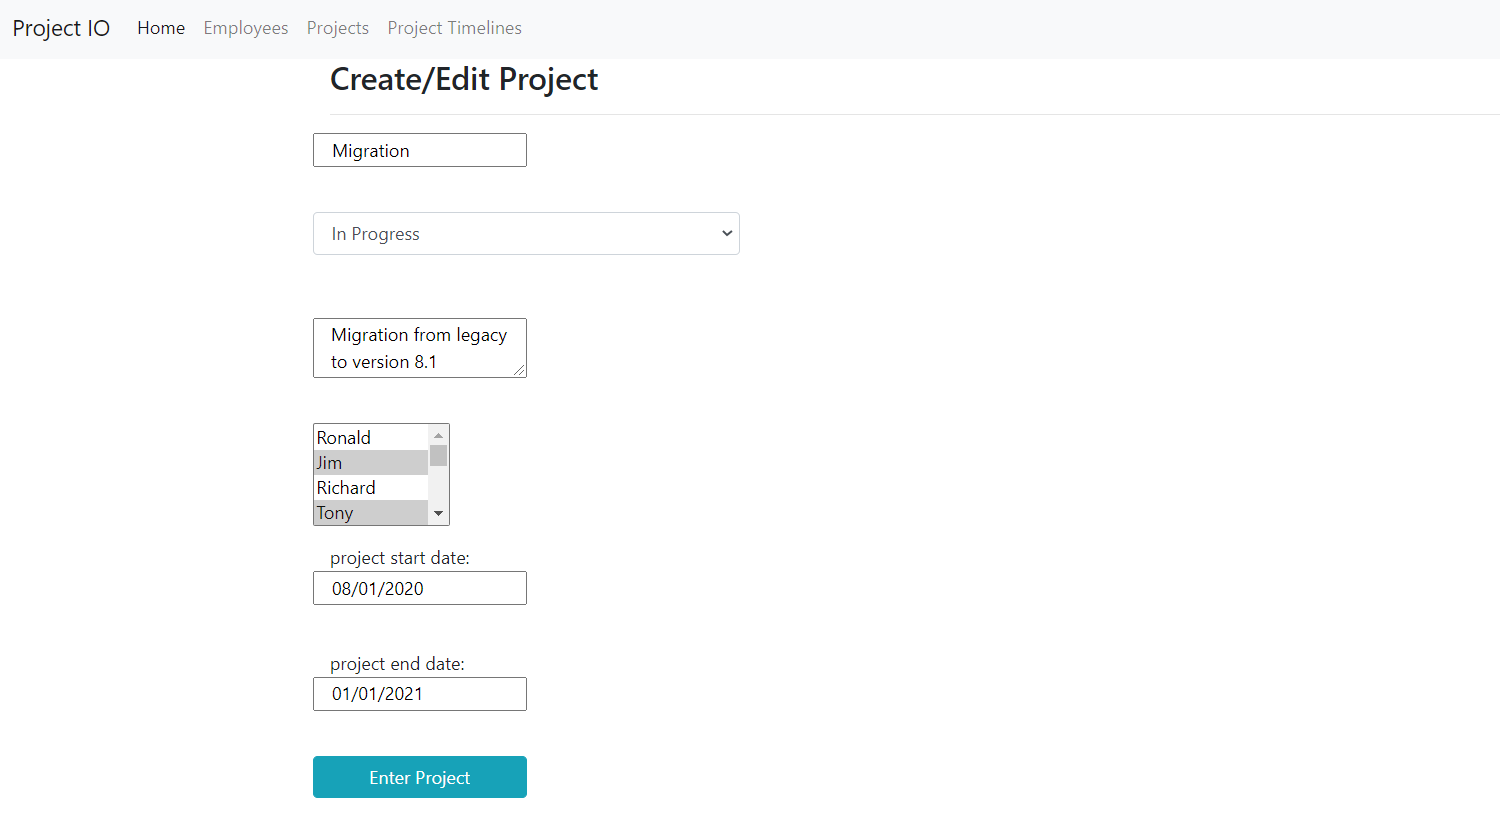 Project IO Home Employees Projects Project Timelines
Create/Edit Project
Migration
In Progress
Migration from legacy
to version 8.1
Ronald
Jim
Richard
Tony
project start date:
08/01/2020
project end date:
01/01/2021
Enter Project